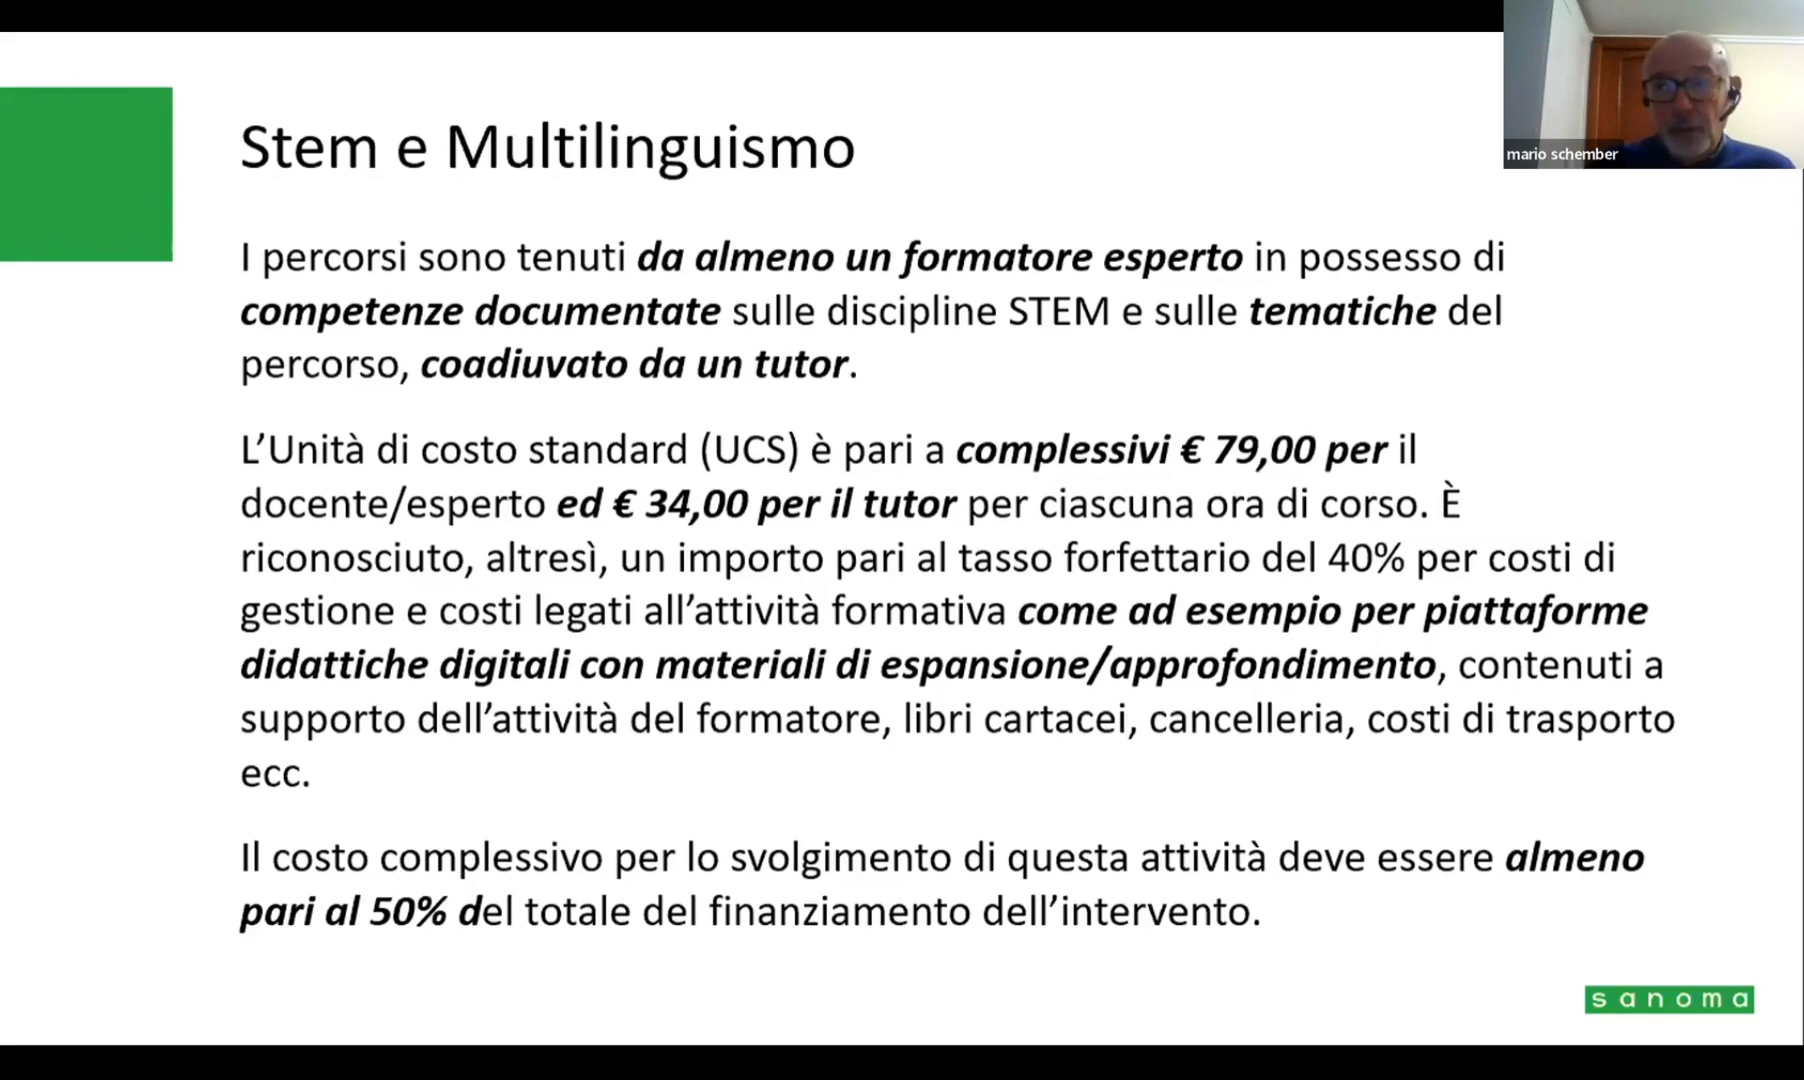 mario schember
Stem e Multilinguismo
I percorsi sono tenuti da almeno un formatore esperto in possesso di
competenze documentate sulle discipline STEM e sulle tematiche del
percorso, coadiuvato da un tutor.
L’Unità di costo standard (UCS) è pari a complessivi € 79,00 per il
docente/esperto ed € 34,00 per il tutor per ciascuna ora di corso. È
riconosciuto, altresì, un importo pari al tasso forfettario del 40% per costi di
gestione e costi legati all’attività formativa come ad esempio per piattaforme
didattiche digitali con materiali di espansione/approfondimento, contenuti a
supporto dell’attività del formatore, libri cartacei, cancelleria, costi di trasporto
ecc.
Il costo complessivo per lo svolgimento di questa attività deve essere almeno
pari al 50% del totale del finanziamento dell’intervento.
sanoma